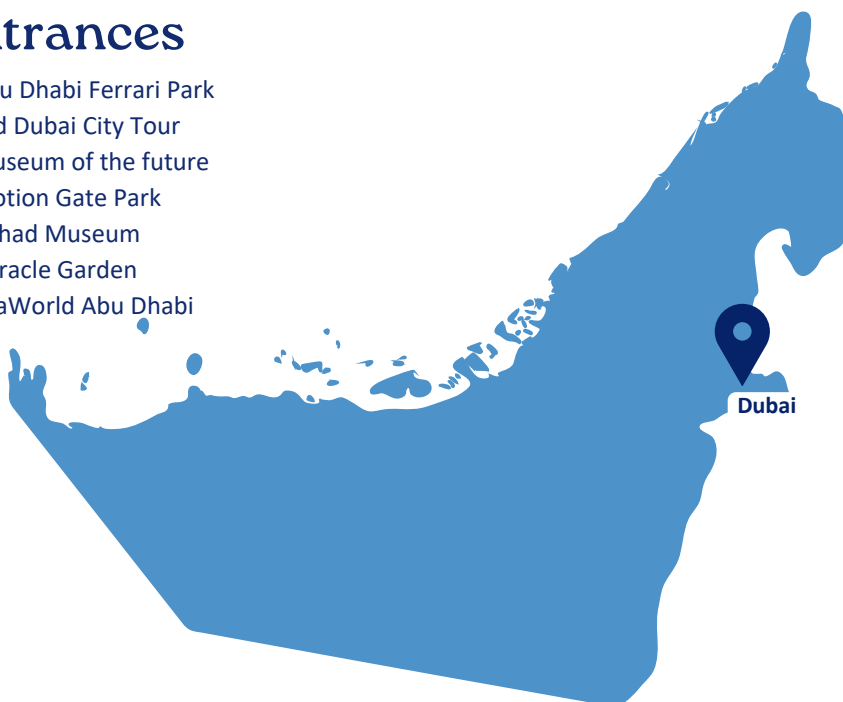 trances
u Dhabi Ferrari Park
d Dubai City Tour
useum of the future
otion Gate Park
had Museum
racle Garden
aWorld Abu Dhabi
Dubai